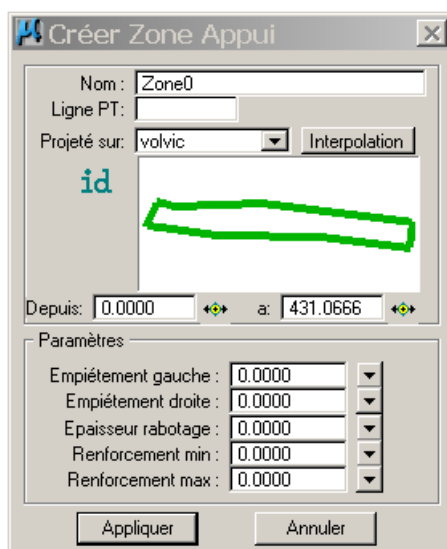 Créer Zone Appui
Nom : Zone0
Ligne PT:
Projeté sur: volvic Interpolation
id
Depuis: 0.0000 a: 431.0666
Paramètres
Empiétement gauche : 0.0000
Empiétement droite : 0.0000
Epaisseur rabotage : 0.0000
Renforcement min : 0.0000
Renforcement max : 0.0000
Appliquer Annuler